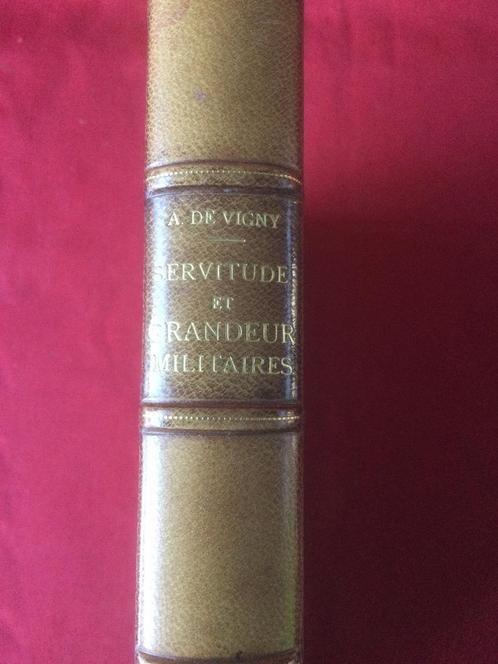 A. DE VIGNY
SERVITUDE
ET
GRANDEUR
MILITAIRES.